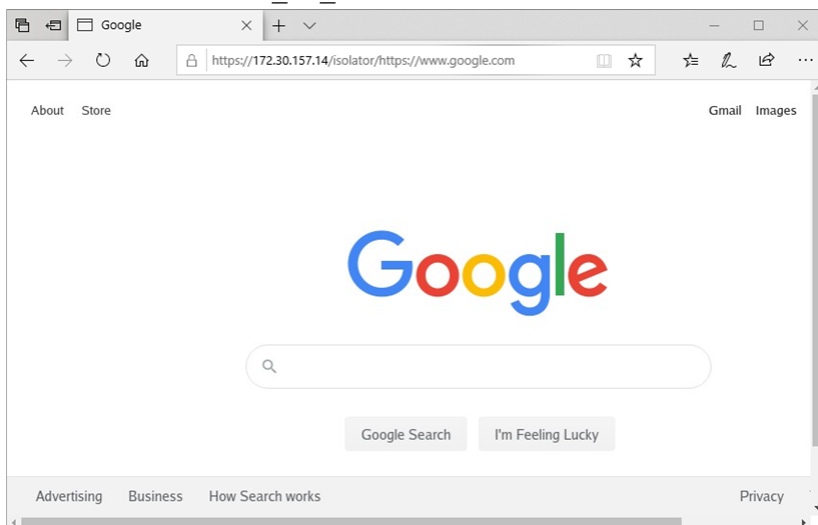 Google
https://172.30.157.14/isolator/https://www.google.com
About Store Gmail Images
Google
Google Search I'm Feeling Lucky
Advertising Business How Search works Privacy